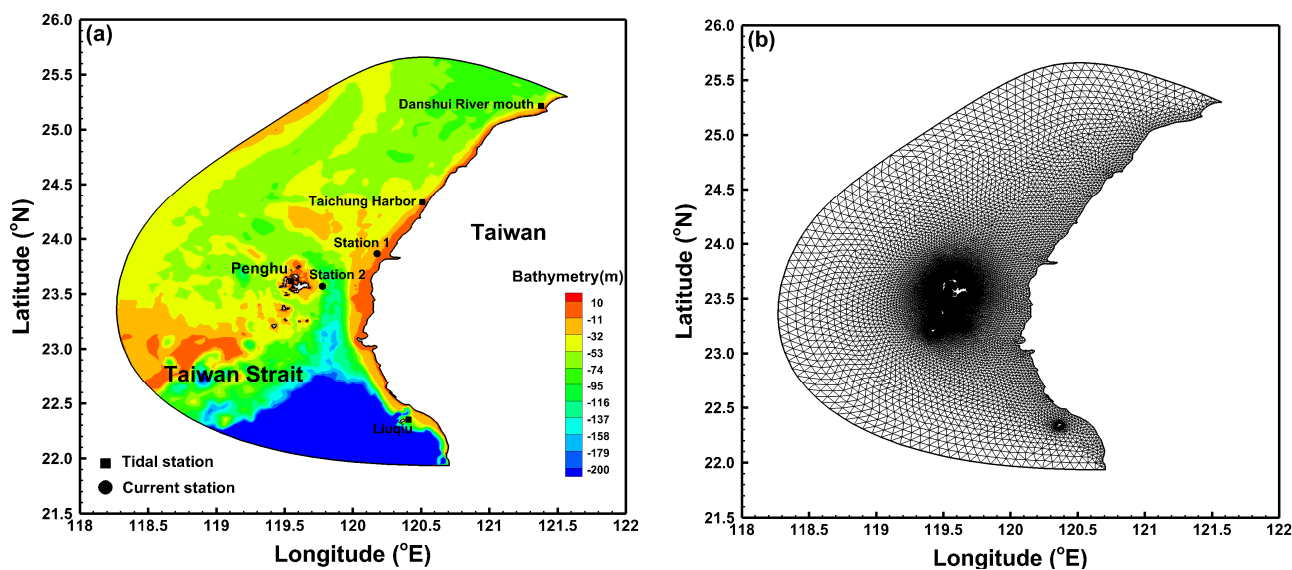 (a)
26.0
25.5
25.0
24.5
24.0
23.5
23.0
22.5
22.0
21.5
Latitude (°N)
Danshui River mouth
Taichung Harbor
Station 1
Taiwan
Penghu
Station 2
Bathymetry(m)
10
-11
-32
-53
-74
-95
-116
-137
-158
-179
-200
Taiwan Strait
Liuqiu
Tidal station
Current station
118 118.5 119 119.5 120 120.5 121 121.5 122
Longitude (°E)
(b)
26.0
25.5
25.0
24.5
24.0
23.5
23.0
22.5
22.0
21.5
Latitude (°N)
118 118.5 119 119.5 120 120.5 121 121.5 122
Longitude (°E)